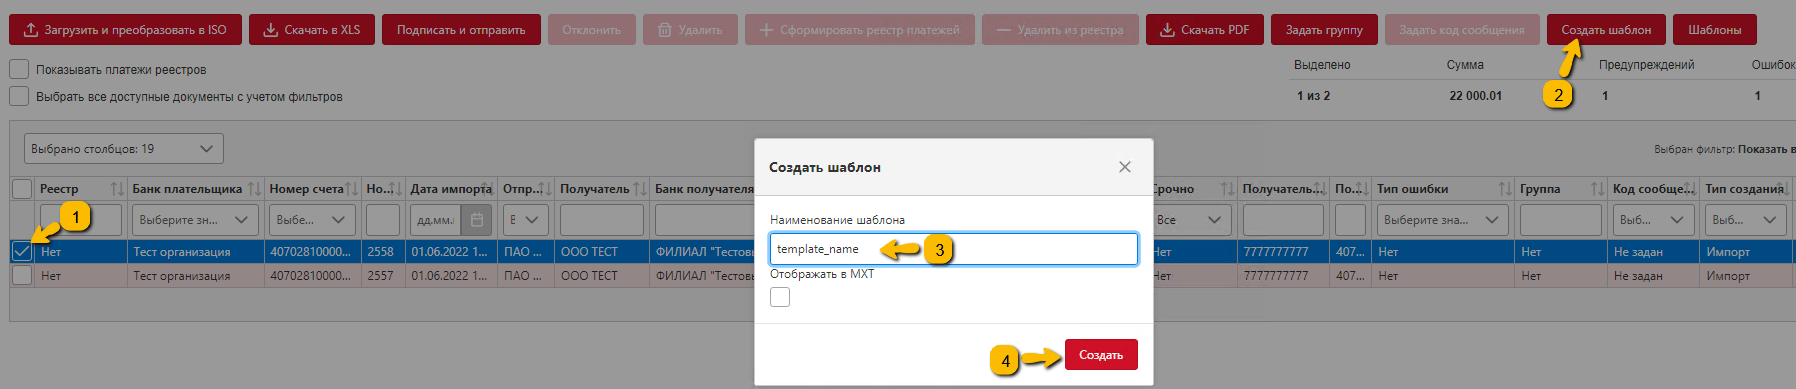 Загрузить и преобразовать в ISO Скачать в XLS Подписать и отправить Отклонить Удалить Сформировать реестр платежей Удалить из реестра Скачать PDF Задать группу Задать код сообщения Создать шаблон Шаблоны
Показывать платежи реестров
Выделено Сумма Предупреждений Ошибок
Выбрать все доступные документы с учетом фильтров
1 из 2 22 000.01 1 1
2
Выбрано столбцов: 19
Выбран фильтр: Показать в
Создать шаблон
Реестр Банк плательщика Номер счета Но... Дата импорта Отпр... Получатель Банк получателя Срочно Получатель... По... Тип ошибки Группа Код сообще... Тип создания
1
Выберите зн... Выбе... дд.мм. В Все Выберите зна... Выб... Выб...
Наименование шаблона
Нет Тест организация 40702810000... 2558 01.06.2022 1... ПАО ... ООО ТЕСТ ФИЛИАЛ "Тестовы Нет 7777777777 407... Нет Нет Не задан Импорт
template_name
3
Нет Тест организация 40702810000... 2557 01.06.2022 1... ПАО ... ООО ТЕСТ ФИЛИАЛ "Тестовы Нет 7777777777 407... Нет Нет Не задан Импорт
Отображать в МХТ
4
Создать